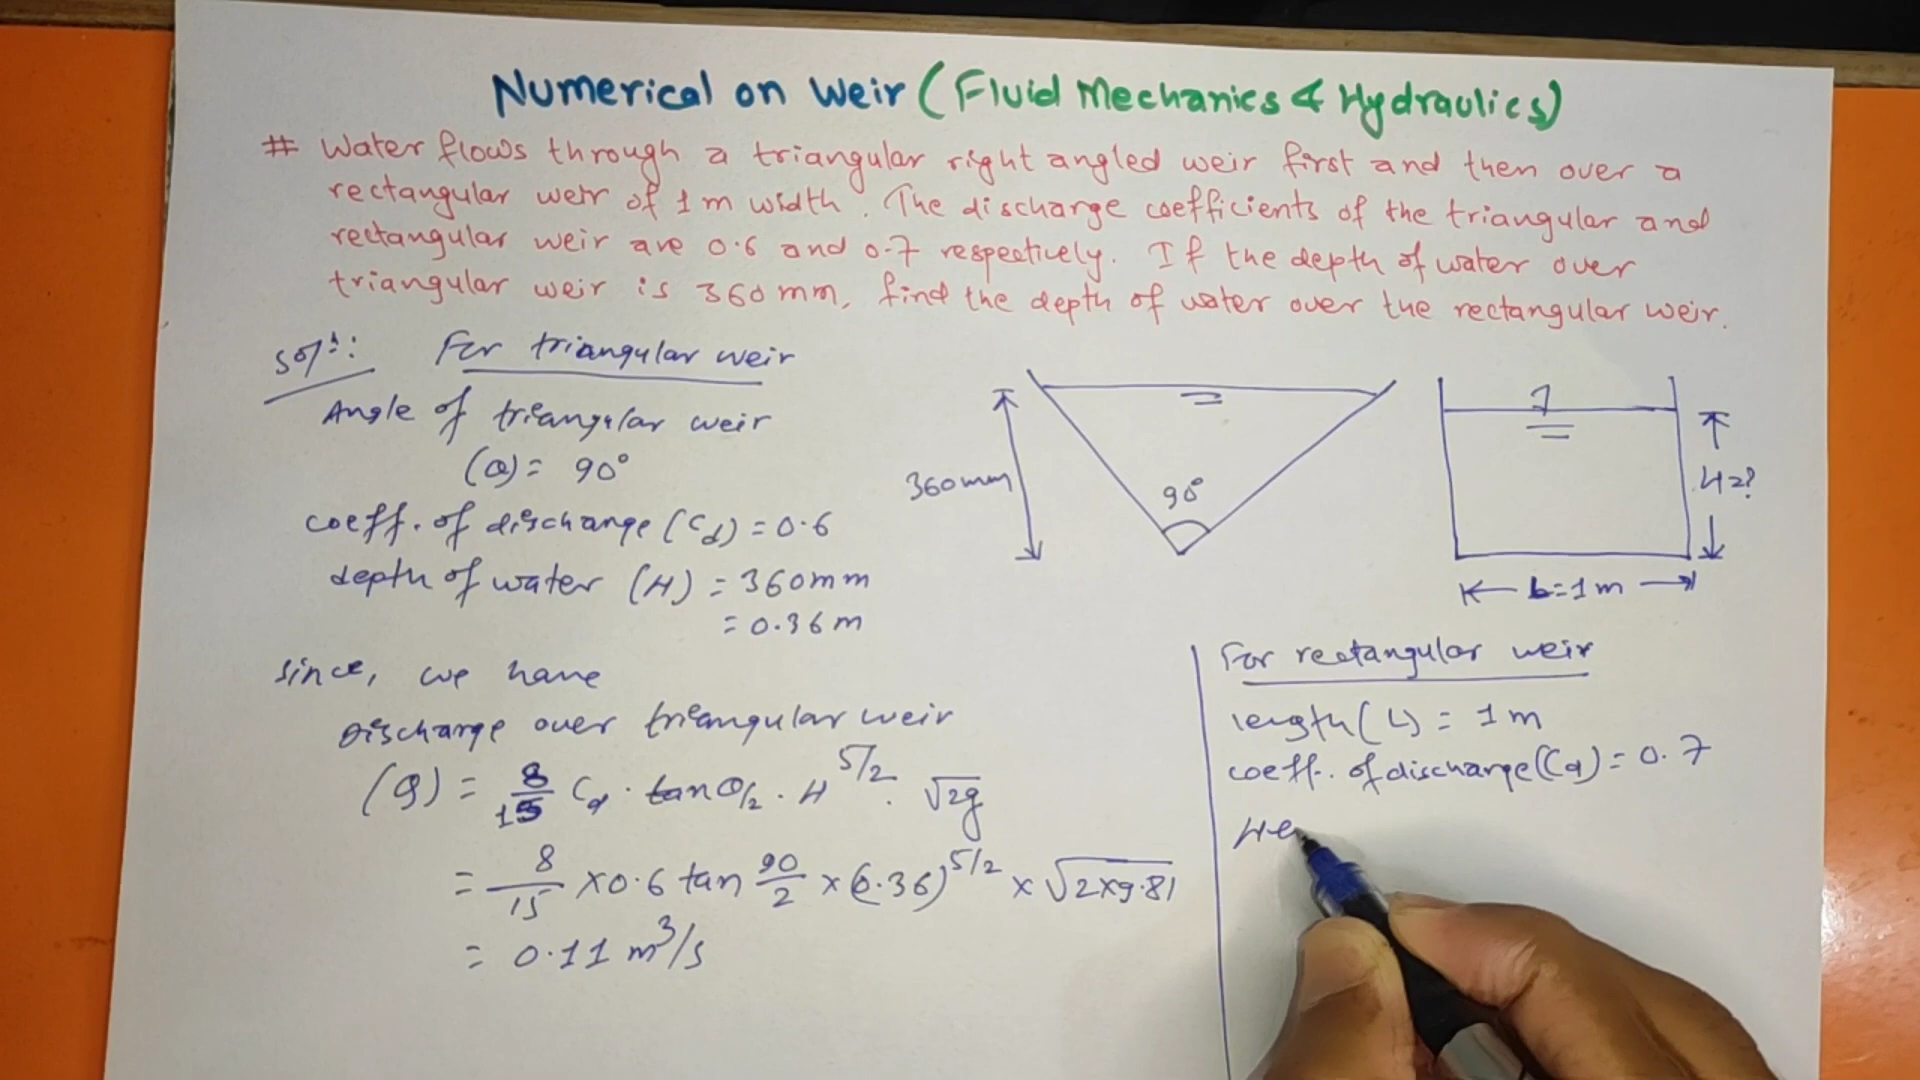 Numerical on Weir (Fluid Mechanics & Hydraulics)
# Water flows through a triangular right angled weir first and then over a
rectangular weir of 1 m width. The discharge coefficients of the triangular and
rectangular weir are 0.6 and 0.7 respectively. If the depth of water over
triangular weir is 360 mm, find the depth of water over the rectangular weir.
Solⁿ: For triangular weir
Angle of triangular weir
(θ) = 90°
coeff. of discharge (Cd) = 0.6
depth of water (H) = 360mm
= 0.36 m
since, we have
Discharge over triangular weir
(Q) = 8/15 Cd · tan θ/2 · H^5/2 · √2g
= 8/15 × 0.6 tan 90/2 × (0.36)^5/2 × √2×9.81
= 0.11 m³/s
360mm
90°
H=?
b=1 m
For rectangular weir
length (L) = 1 m
coeff. of discharge (Cd) = 0.7
He